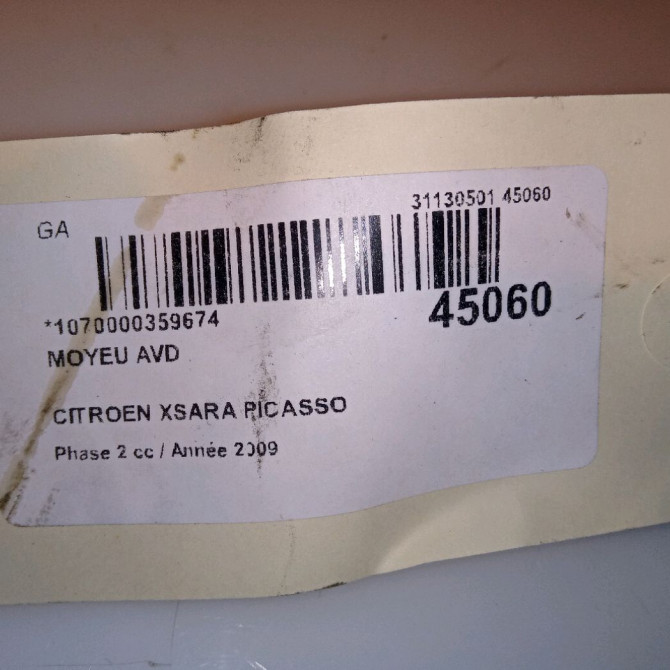 GA
31130501 45060
*1070000359674
45060
MOYEU AVD
CITROEN XSARA PICASSO
Phase 2 cc / Année 2009